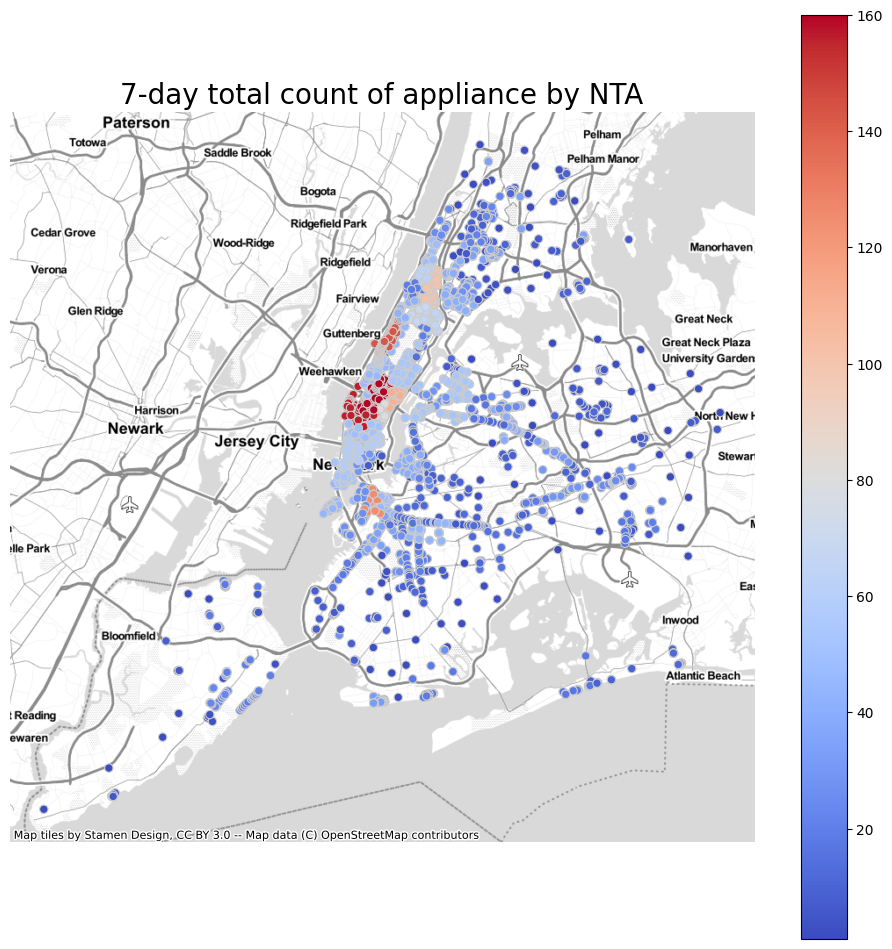 7-day total count of appliance by NTA
Paterson
Totowa
Saddle Brook
Pelham
Pelham Manor
Bogota
Ridgefield Park
Cedar Grove
Wood-Ridge
Manorhaven
Verona
Ridgefield
Fairview
Glen Ridge
Great Neck
Guttenberg
Great Neck Plaza
University Garden
Weehawken
Harrison
Newark
North New H
Jersey City
Stewar
elle Park
M
Eas
Inwood
Bloomfield
Atlantic Beach
t Reading
ewaren
Map tiles by Stamen Design, CC BY 3.0 -- Map data (C) OpenStreetMap contributors
160
140
120
100
80
60
40
20